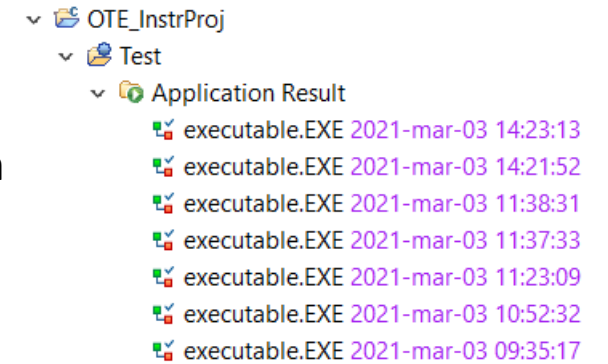 OTE_InstrProj
Test
Application Result
executable.EXE 2021-mar-03 14:23:13
executable.EXE 2021-mar-03 14:21:52
executable.EXE 2021-mar-03 11:38:31
executable.EXE 2021-mar-03 11:37:33
executable.EXE 2021-mar-03 11:23:09
executable.EXE 2021-mar-03 10:52:32
executable.EXE 2021-mar-03 09:35:17